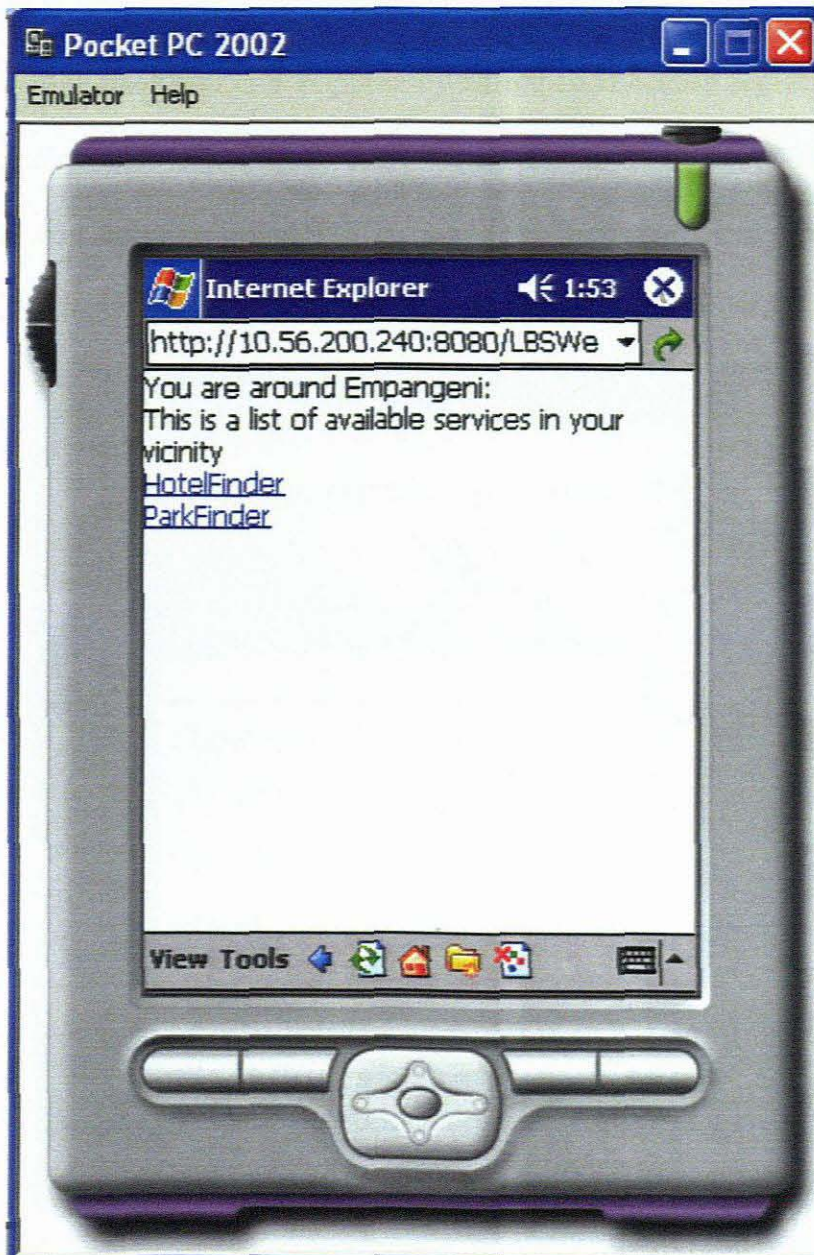 Pocket PC 2002
Emulator Help
Internet Explorer 1:53
http://10.56.200.240:8080/LBSWe
You are around Empangeni:
This is a list of available services in your
vicinity
HotelFinder
ParkFinder
View Tools